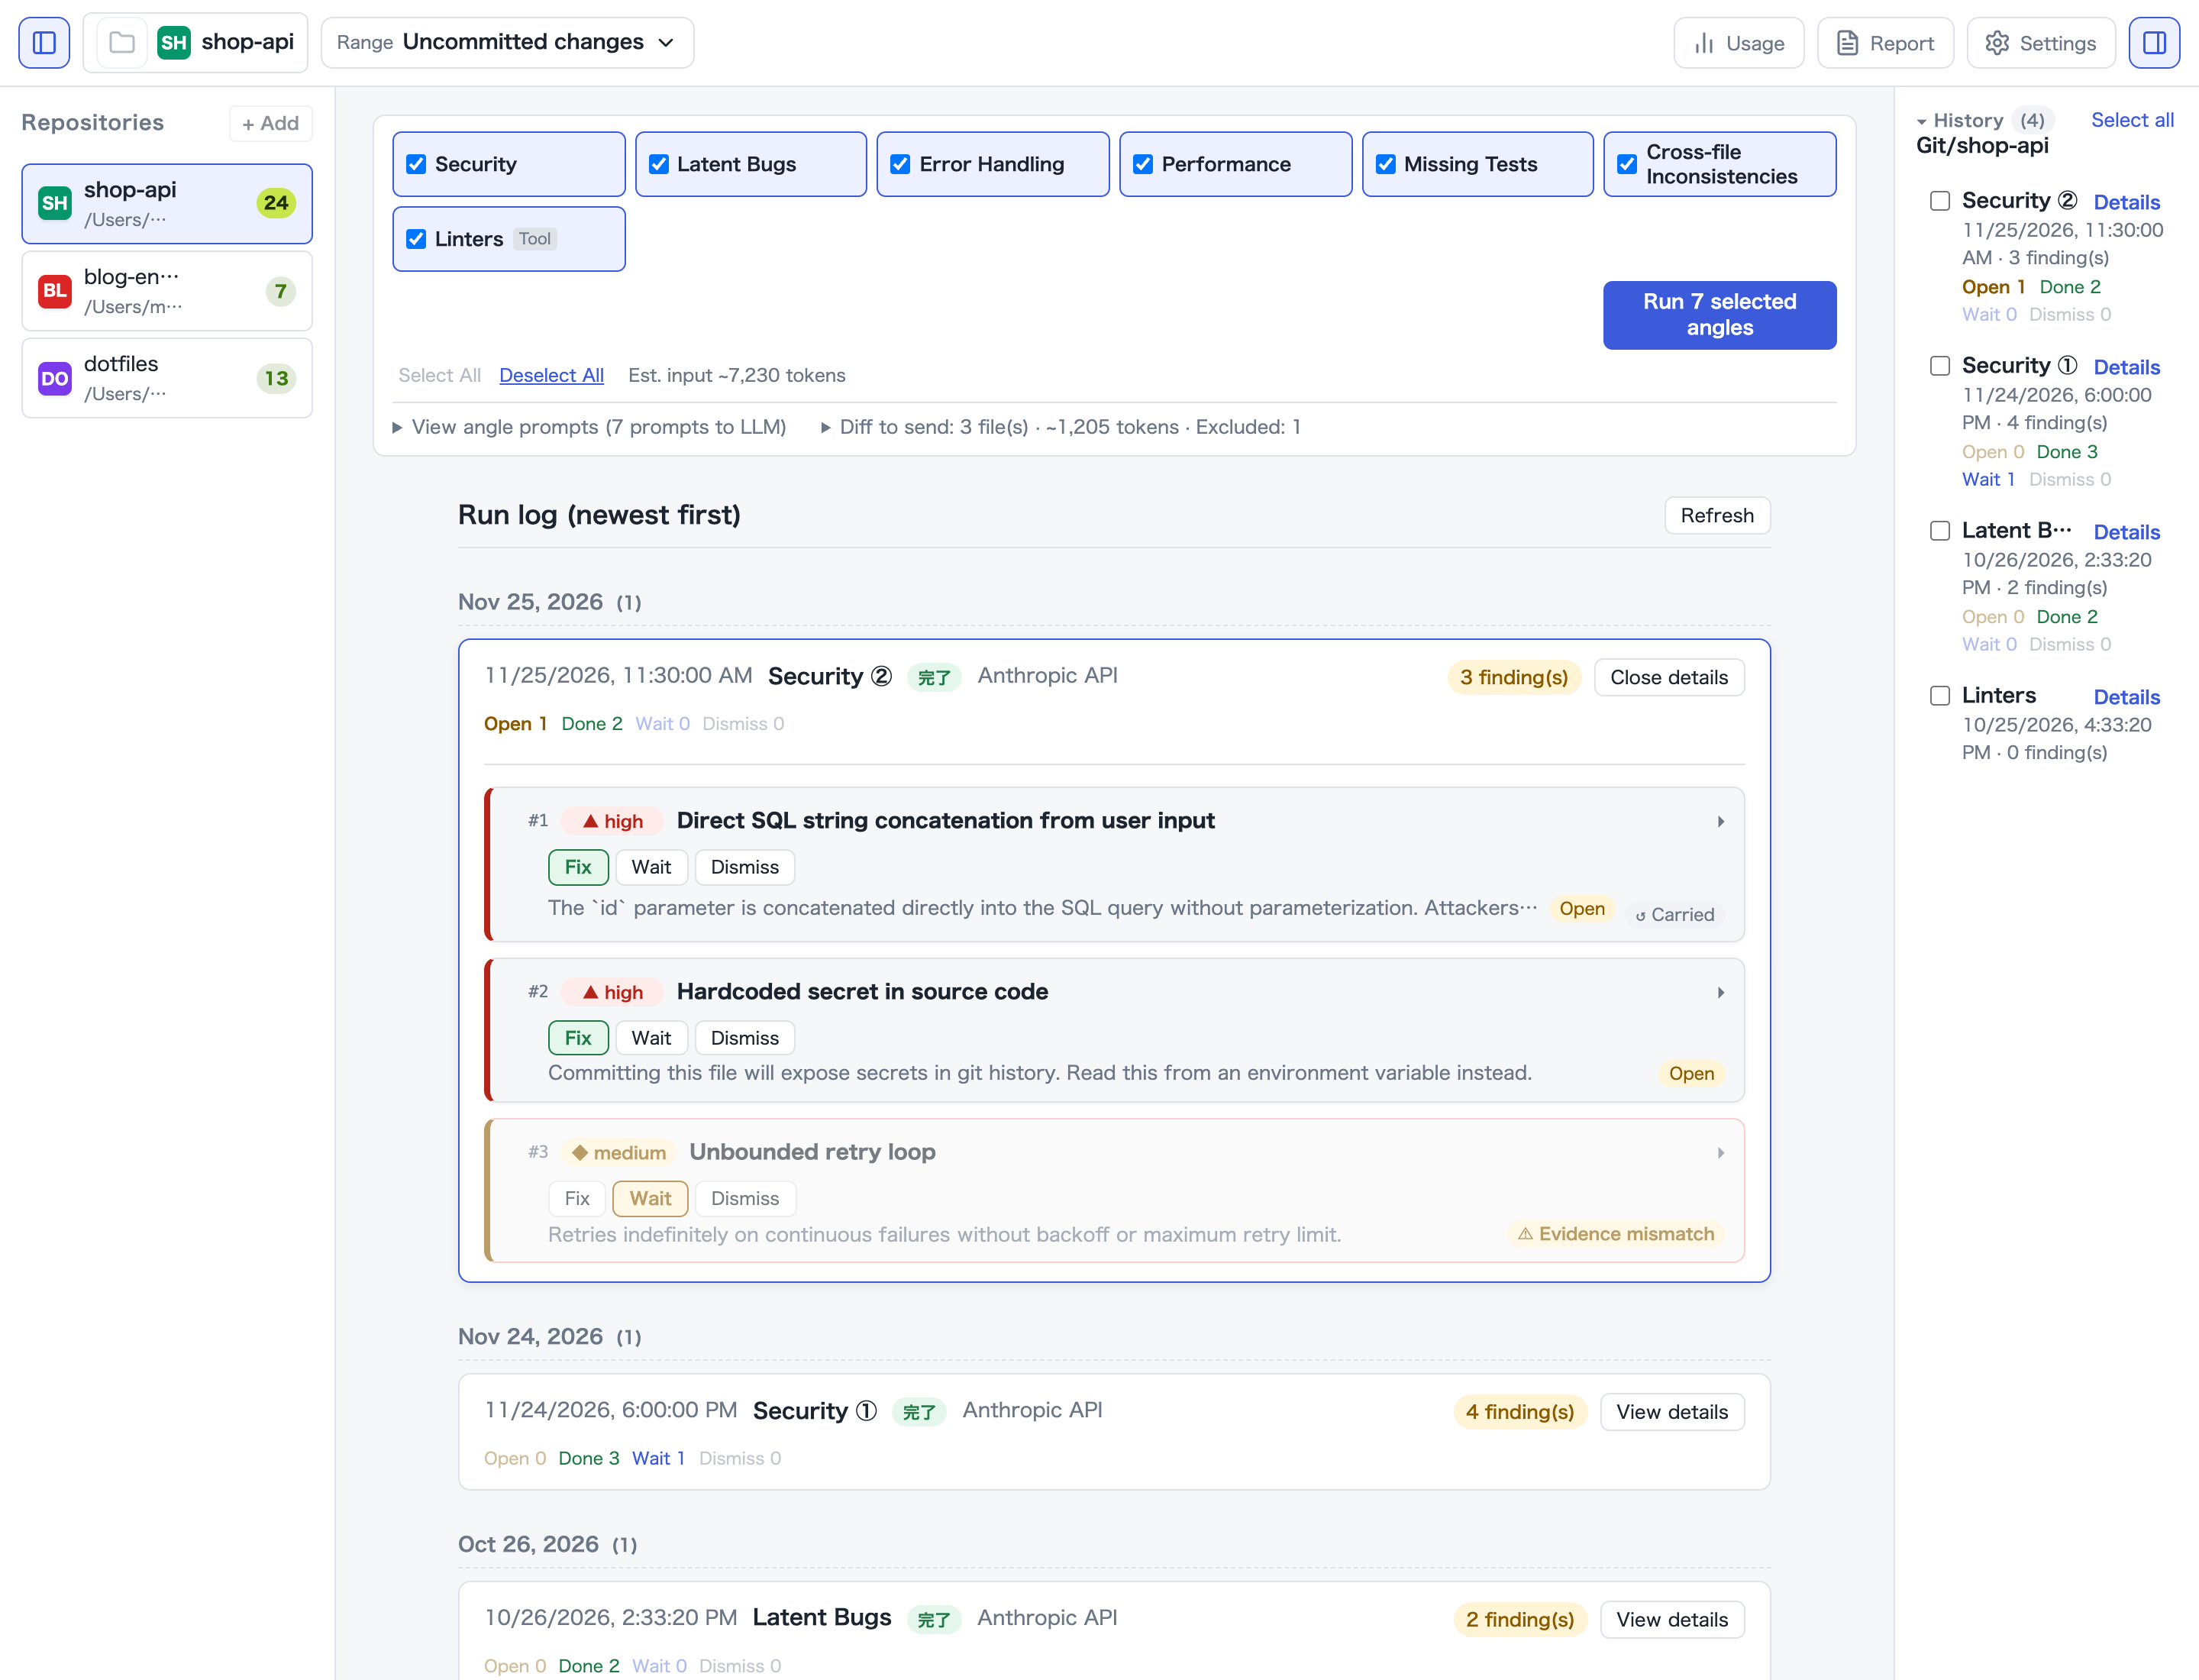 SH shop-api
Range Uncommitted changes
Usage
Report
Settings
Repositories
+ Add
SH
shop-api
/Users/···
24
BL
blog-en···
/Users/m···
7
DO
dotfiles
/Users/···
13
Security
Latent Bugs
Error Handling
Performance
Missing Tests
Cross-file
Inconsistencies
Linters Tool
Run 7 selected
angles
Select All Deselect All Est. input ~7,230 tokens
▶ View angle prompts (7 prompts to LLM) ▶ Diff to send: 3 file(s) · ~1,205 tokens · Excluded: 1
Run log (newest first)
Refresh
Nov 25, 2026 (1)
11/25/2026, 11:30:00 AM Security ② 完了 Anthropic API 3 finding(s) Close details
Open 1 Done 2 Wait 0 Dismiss 0
#1 ▲ high Direct SQL string concatenation from user input
Fix Wait Dismiss
The `id` parameter is concatenated directly into the SQL query without parameterization. Attackers··· Open ↺ Carried
#2 ▲ high Hardcoded secret in source code
Fix Wait Dismiss
Committing this file will expose secrets in git history. Read this from an environment variable instead. Open
#3 ◆ medium Unbounded retry loop
Fix Wait Dismiss
Retries indefinitely on continuous failures without backoff or maximum retry limit. ⚠ Evidence mismatch
Nov 24, 2026 (1)
11/24/2026, 6:00:00 PM Security ① 完了 Anthropic API 4 finding(s) View details
Open 0 Done 3 Wait 1 Dismiss 0
Oct 26, 2026 (1)
10/26/2026, 2:33:20 PM Latent Bugs 完了 Anthropic API 2 finding(s) View details
Open 0 Done 2 Wait 0 Dismiss 0
History (4) Select all
Git/shop-api
Security ② Details
11/25/2026, 11:30:00
AM · 3 finding(s)
Open 1 Done 2
Wait 0 Dismiss 0
Security ① Details
11/24/2026, 6:00:00
PM · 4 finding(s)
Open 0 Done 3
Wait 1 Dismiss 0
Latent B··· Details
10/26/2026, 2:33:20
PM · 2 finding(s)
Open 0 Done 2
Wait 0 Dismiss 0
Linters Details
10/25/2026, 4:33:20
PM · 0 finding(s)